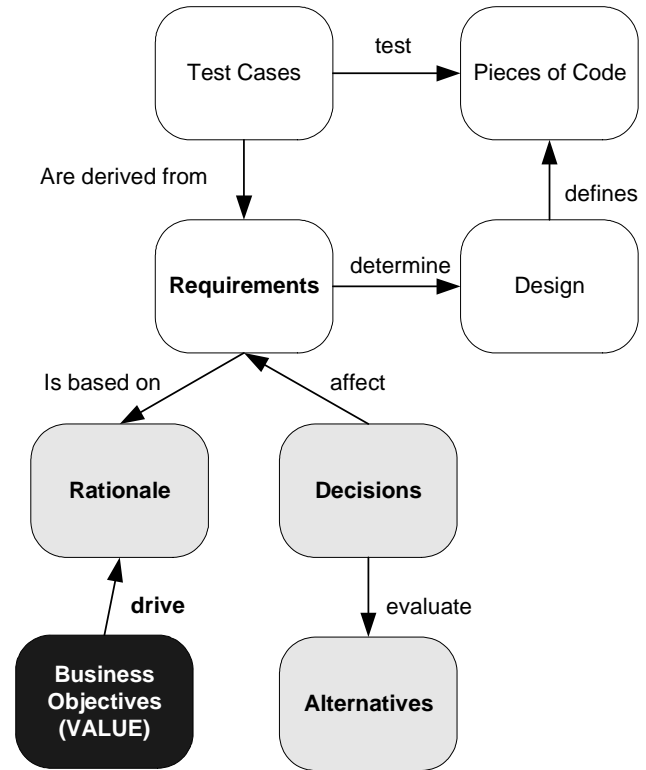 test
Test Cases
Pieces of Code
Are derived from
defines
determine
Requirements
Design
Is based on
affect
Rationale
Decisions
drive
evaluate
Business
Objectives
(VALUE)
Alternatives